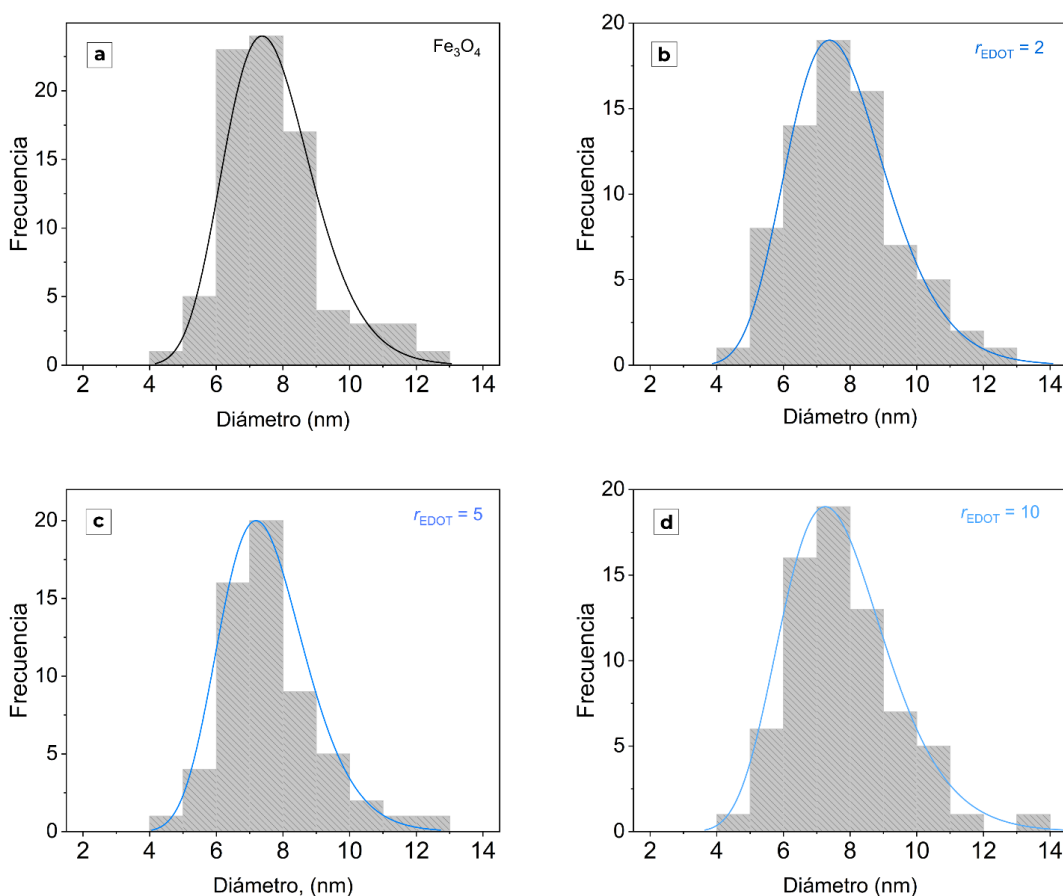 a
Fe₃O₄
Frecuencia
20
15
10
5
0
2 4 6 8 10 12 14
Diámetro (nm)
b
r_EDOT = 2
Frecuencia
20
15
10
5
0
2 4 6 8 10 12 14
Diámetro (nm)
c
r_EDOT = 5
Frecuencia
20
15
10
5
0
2 4 6 8 10 12 14
Diámetro, (nm)
d
r_EDOT = 10
Frecuencia
20
15
10
5
0
2 4 6 8 10 12 14
Diámetro (nm)